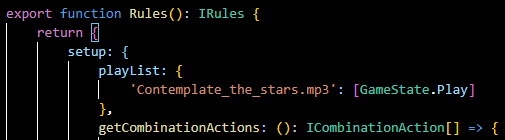 export function Rules(): IRules {
return {
setup: {
playList: {
'Contemplate_the_stars.mp3': [GameState.Play]
},
getCombinationActions: (): ICombinationAction[] => {